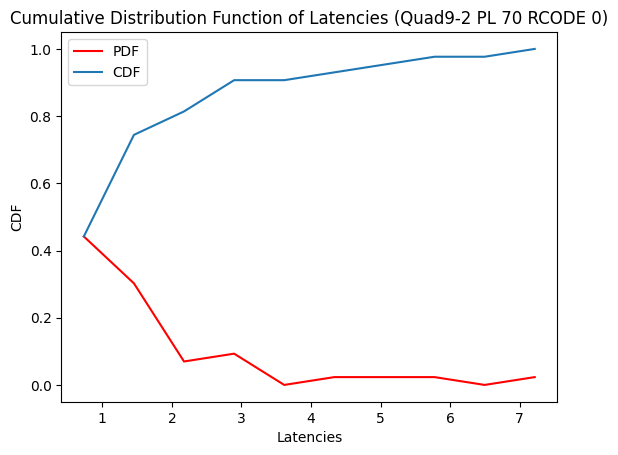 Cumulative Distribution Function of Latencies (Quad9-2 PL 70 RCODE 0)
PDF
CDF
1.0
0.8
0.6
0.4
0.2
0.0
CDF
1 2 3 4 5 6 7
Latencies